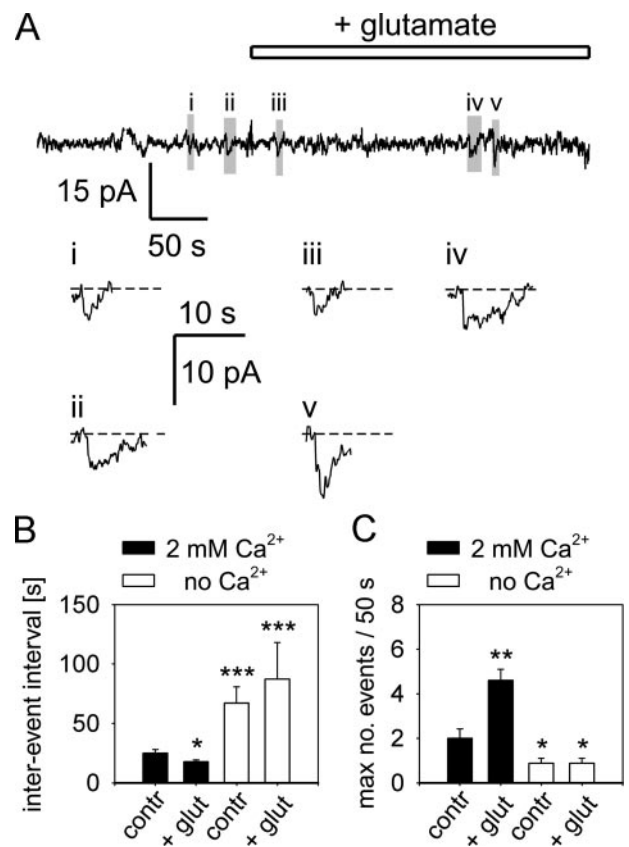 A
+ glutamate
i ii iii iv v
15 pA
50 s
i iii iv
10 s
10 pA
ii v
B C
2 mM Ca²⁺ 2 mM Ca²⁺
no Ca²⁺ no Ca²⁺
inter-event interval [s]
150
100
50
0
* *** ***
contr + glut contr + glut
max no. events / 50 s
8
6
4
2
0
** * *
contr + glut contr + glut